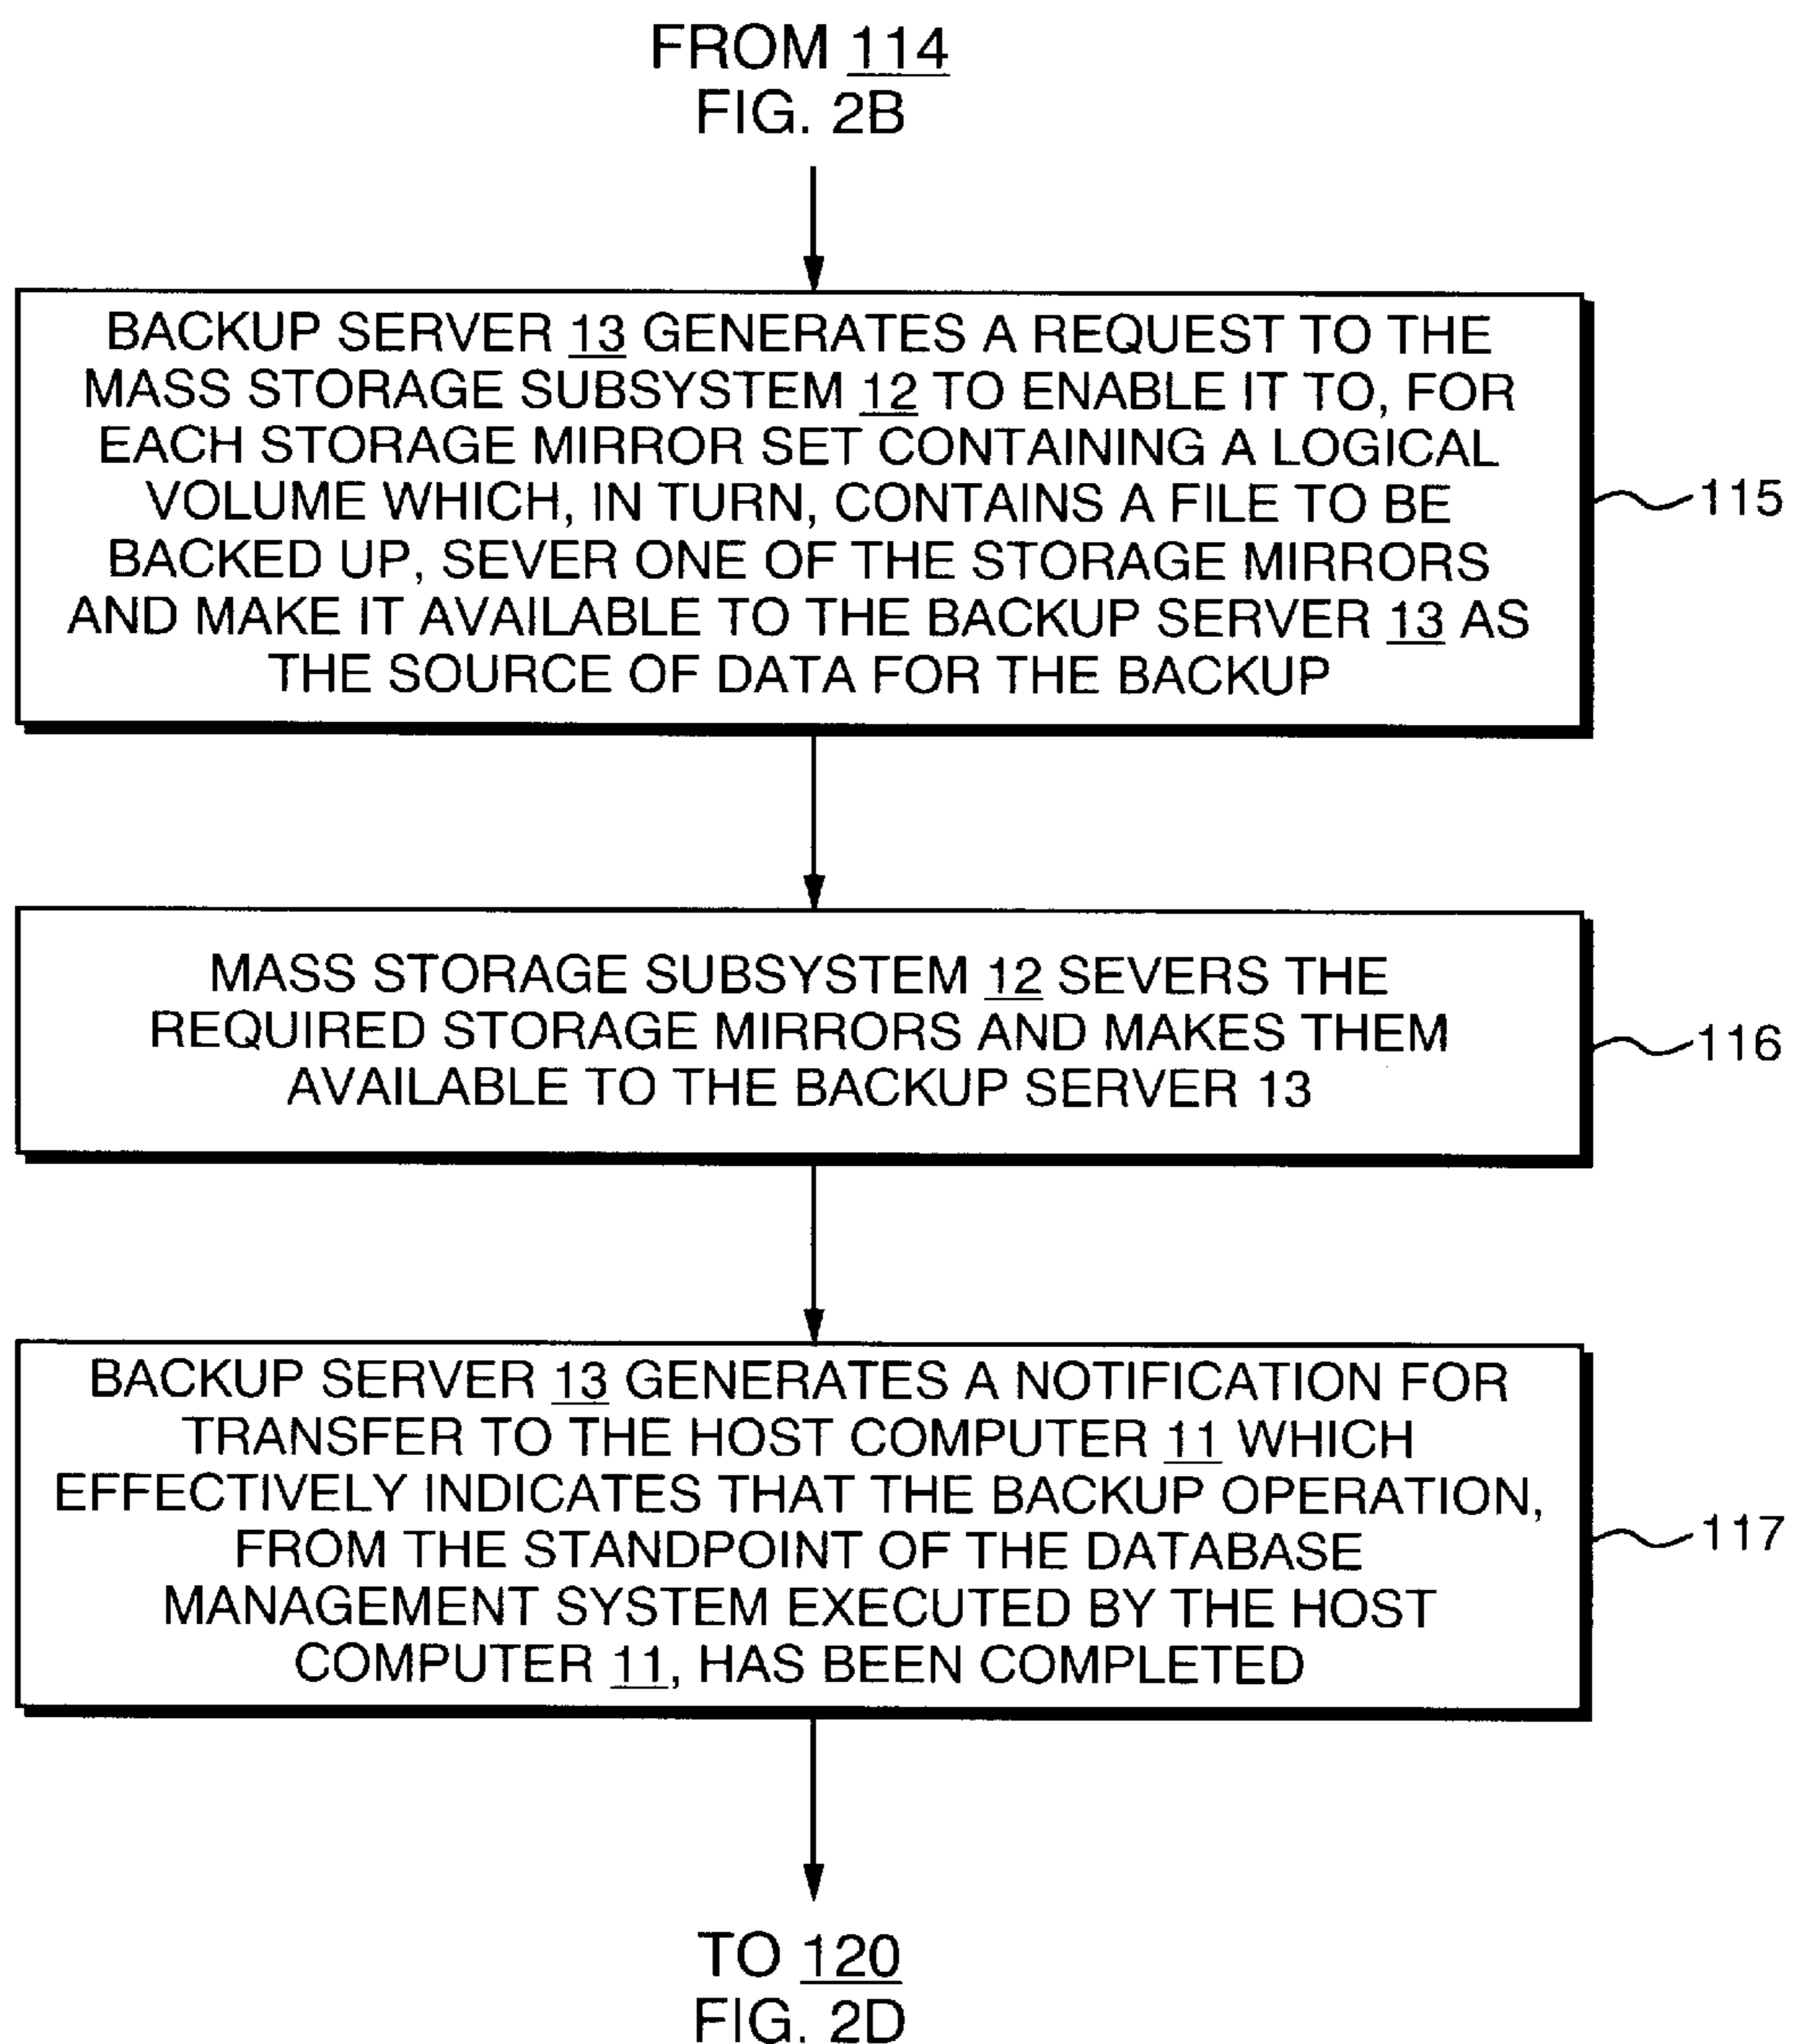 FROM 114
FIG. 2B
BACKUP SERVER 13 GENERATES A REQUEST TO THE
MASS STORAGE SUBSYSTEM 12 TO ENABLE IT TO, FOR
EACH STORAGE MIRROR SET CONTAINING A LOGICAL
VOLUME WHICH, IN TURN, CONTAINS A FILE TO BE
BACKED UP, SEVER ONE OF THE STORAGE MIRRORS
AND MAKE IT AVAILABLE TO THE BACKUP SERVER 13 AS
THE SOURCE OF DATA FOR THE BACKUP
115
MASS STORAGE SUBSYSTEM 12 SEVERS THE
REQUIRED STORAGE MIRRORS AND MAKES THEM
AVAILABLE TO THE BACKUP SERVER 13
116
BACKUP SERVER 13 GENERATES A NOTIFICATION FOR
TRANSFER TO THE HOST COMPUTER 11 WHICH
EFFECTIVELY INDICATES THAT THE BACKUP OPERATION,
FROM THE STANDPOINT OF THE DATABASE
MANAGEMENT SYSTEM EXECUTED BY THE HOST
COMPUTER 11, HAS BEEN COMPLETED
117
TO 120
FIG. 2D